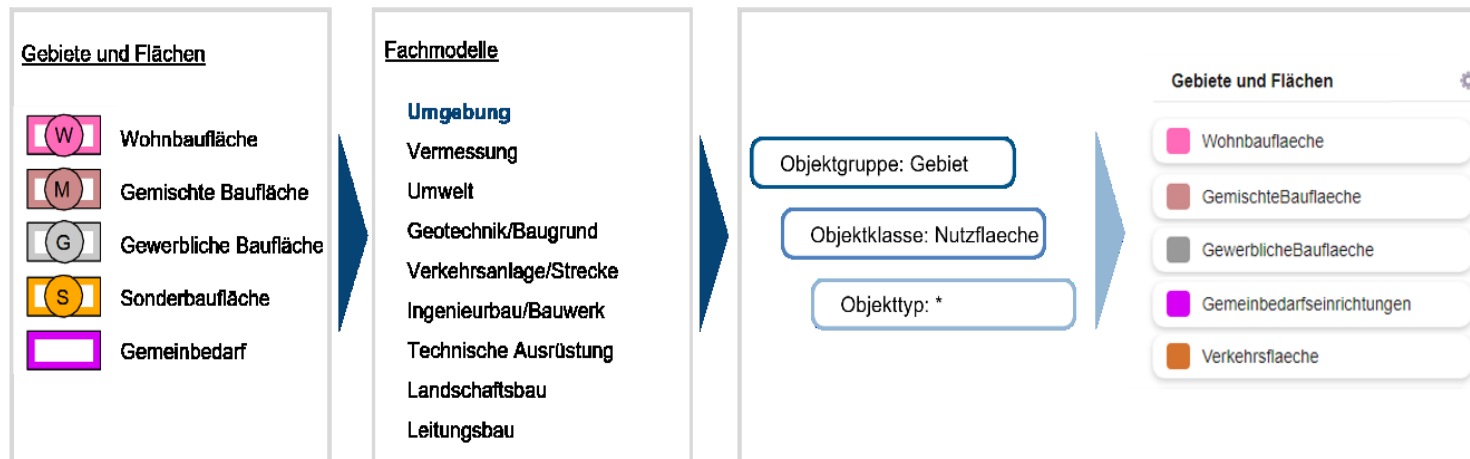 Gebiete und Flächen
W Wohnbaufläche
M Gemischte Baufläche
G Gewerbliche Baufläche
S Sonderbaufläche
Gemeinbedarf
Fachmodelle
Umgebung
Vermessung
Umwelt
Geotechnik/Baugrund
Verkehrsanlage/Strecke
Ingenieurbau/Bauwerk
Technische Ausrüstung
Landschaftsbau
Leitungsbau
Objektgruppe: Gebiet
Objektklasse: Nutzflaeche
Objekttyp: *
Gebiete und Flächen
Wohnbauflaeche
GemischteBauflaeche
GewerblicheBauflaeche
Gemeinbedarfseinrichtungen
Verkehrsflaeche